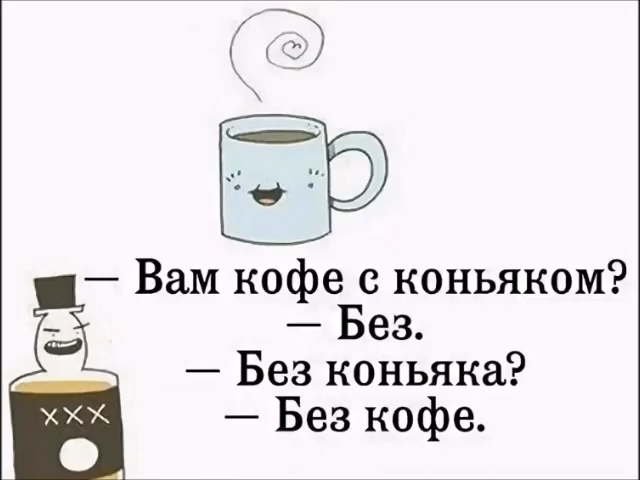 — Вам кофе с коньяком?
— Без.
— Без коньяка?
— Без кофе.
XXX